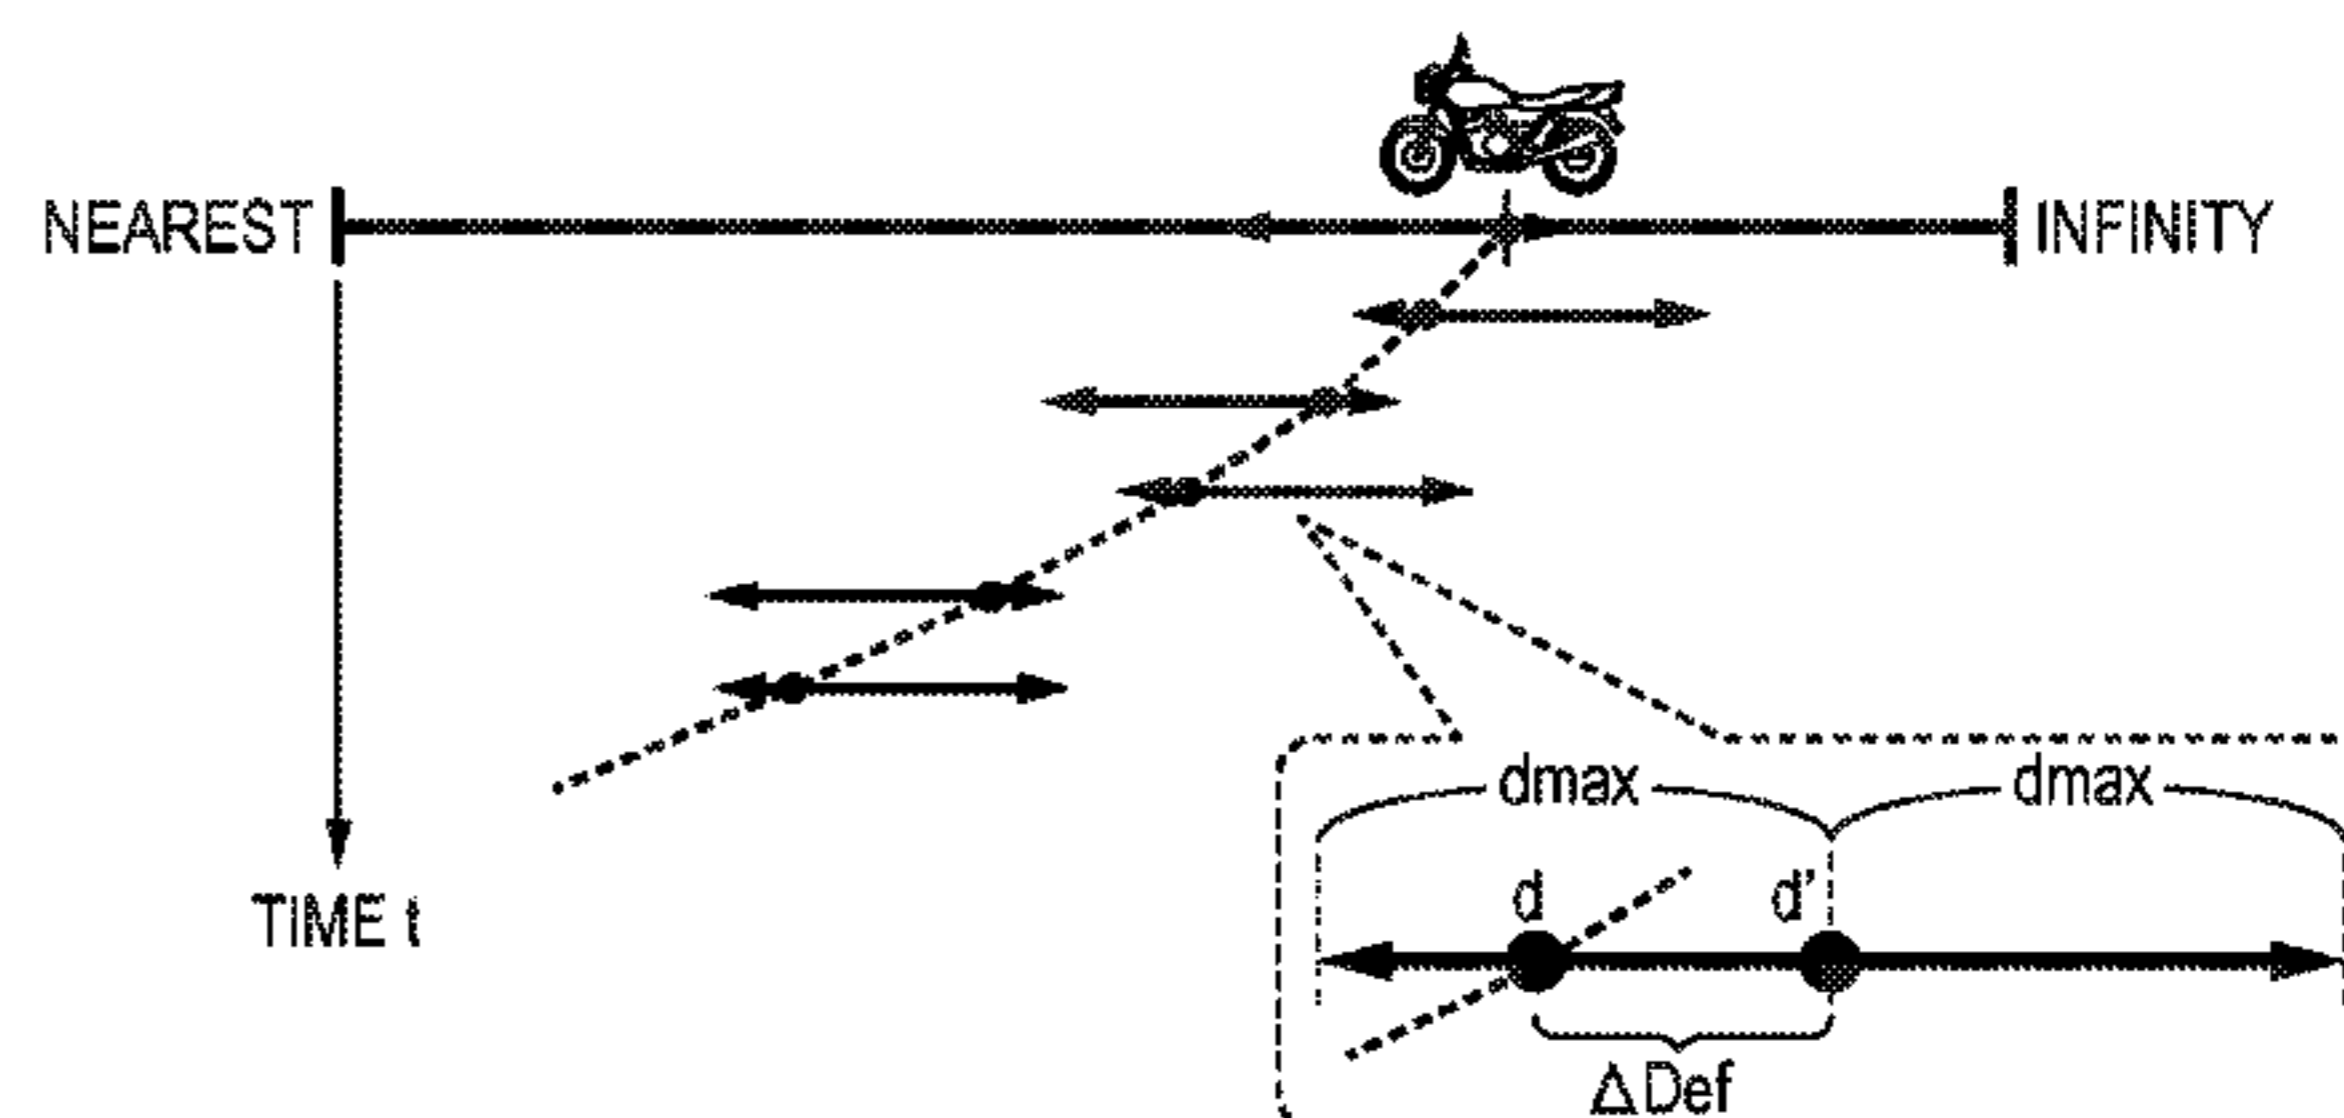 NEAREST
INFINITY
dmax dmax
d d'
TIME t
ΔDef